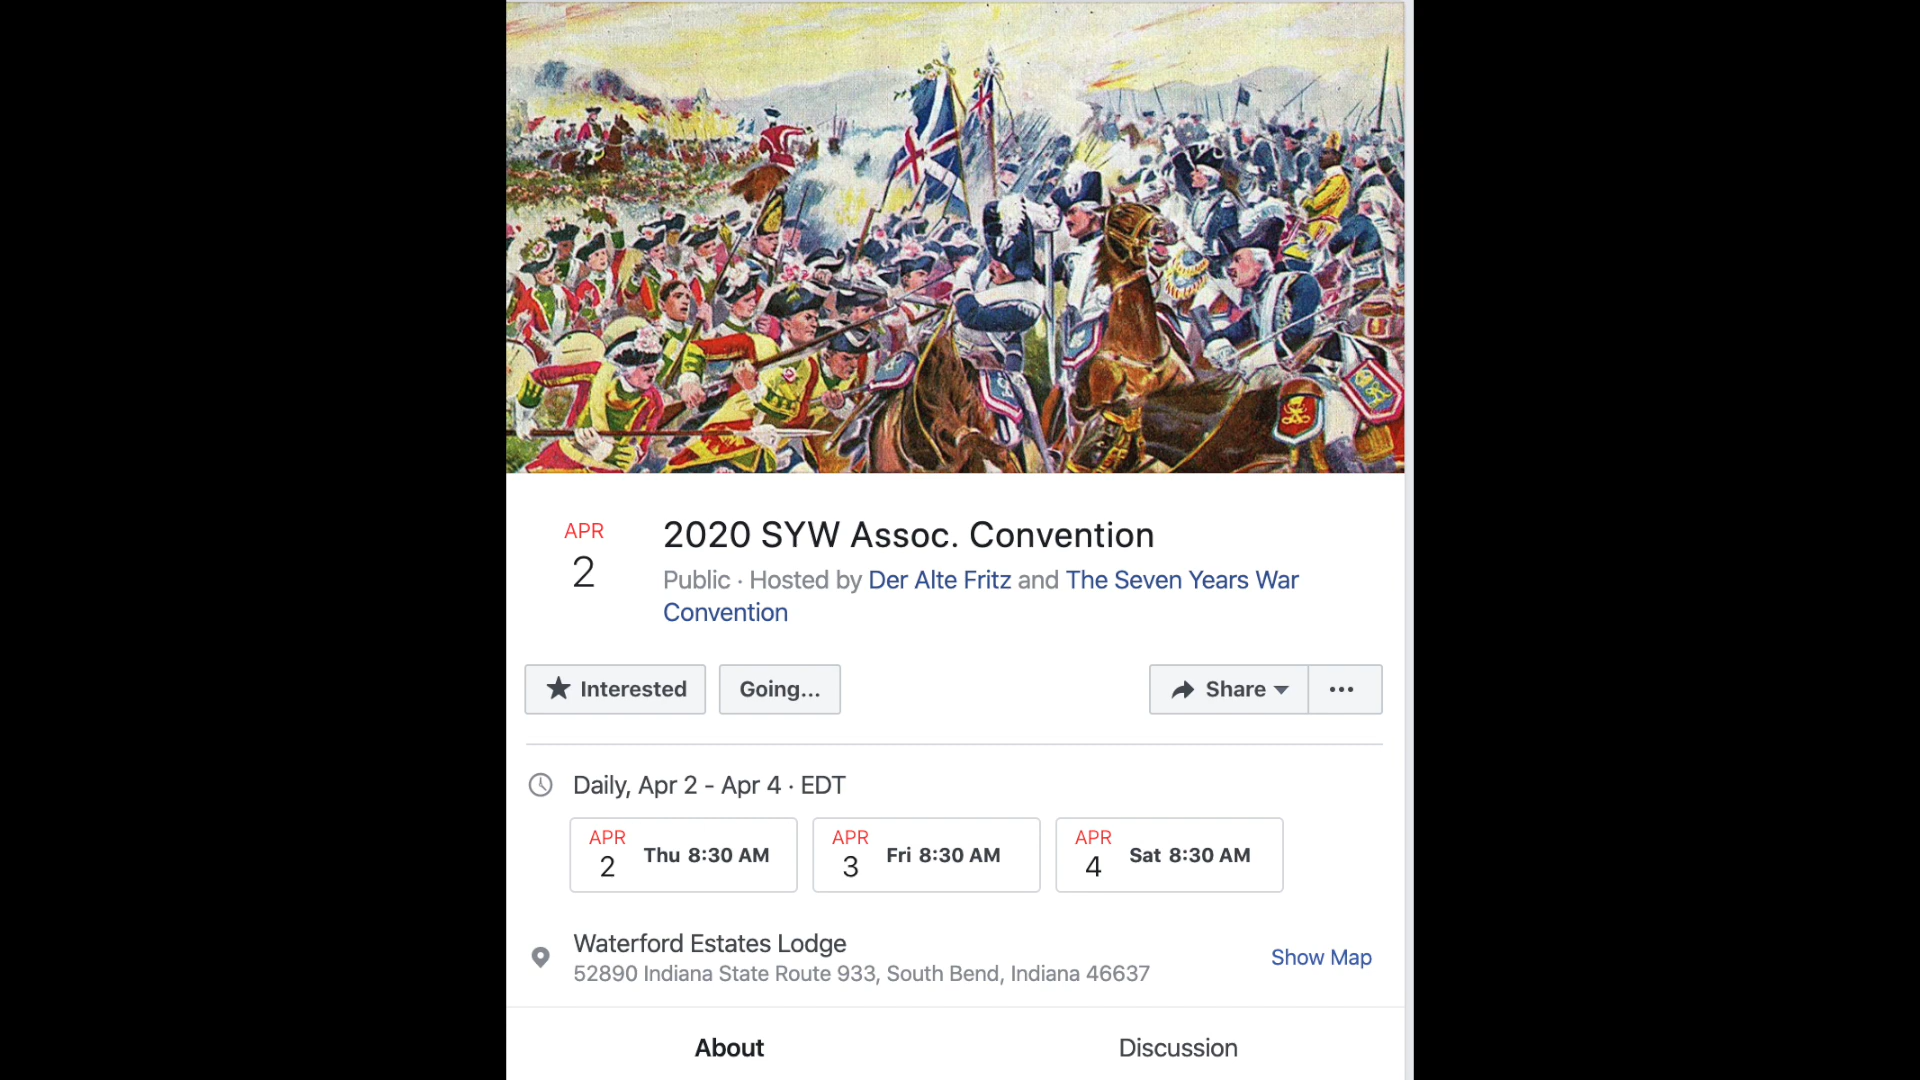 APR
2
2020 SYW Assoc. Convention
Public · Hosted by Der Alte Fritz and The Seven Years War
Convention
Interested
Going...
Share
Daily, Apr 2 - Apr 4 · EDT
APR
2
Thu 8:30 AM
APR
3
Fri 8:30 AM
APR
4
Sat 8:30 AM
Waterford Estates Lodge
52890 Indiana State Route 933, South Bend, Indiana 46637
Show Map
About
Discussion